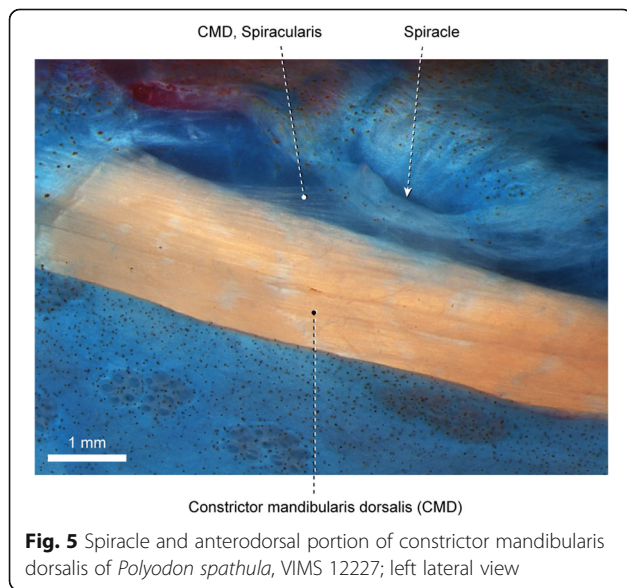 CMD, Spiracularis Spiracle
1 mm
Constrictor mandibularis dorsalis (CMD)
Fig. 5 Spiracle and anterodorsal portion of constrictor mandibularis
dorsalis of Polyodon spathula, VIMS 12227; left lateral view